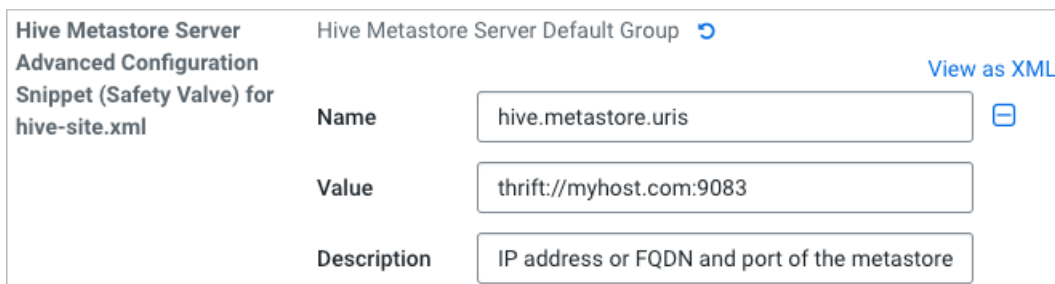 Hive Metastore Server
Advanced Configuration
Snippet (Safety Valve) for
hive-site.xml
Hive Metastore Server Default Group
View as XML
Name
hive.metastore.uris
Value
thrift://myhost.com:9083
Description
IP address or FQDN and port of the metastore